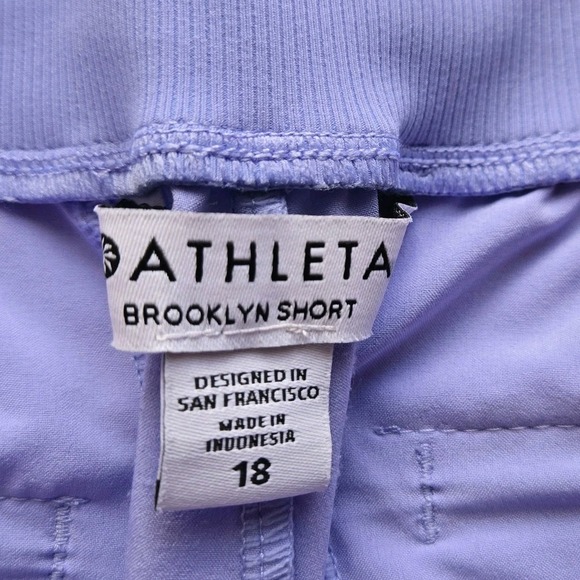 ATHLETA
BROOKLYN SHORT
DESIGNED IN
SAN FRANCISCO
MADE IN
INDONESIA
18